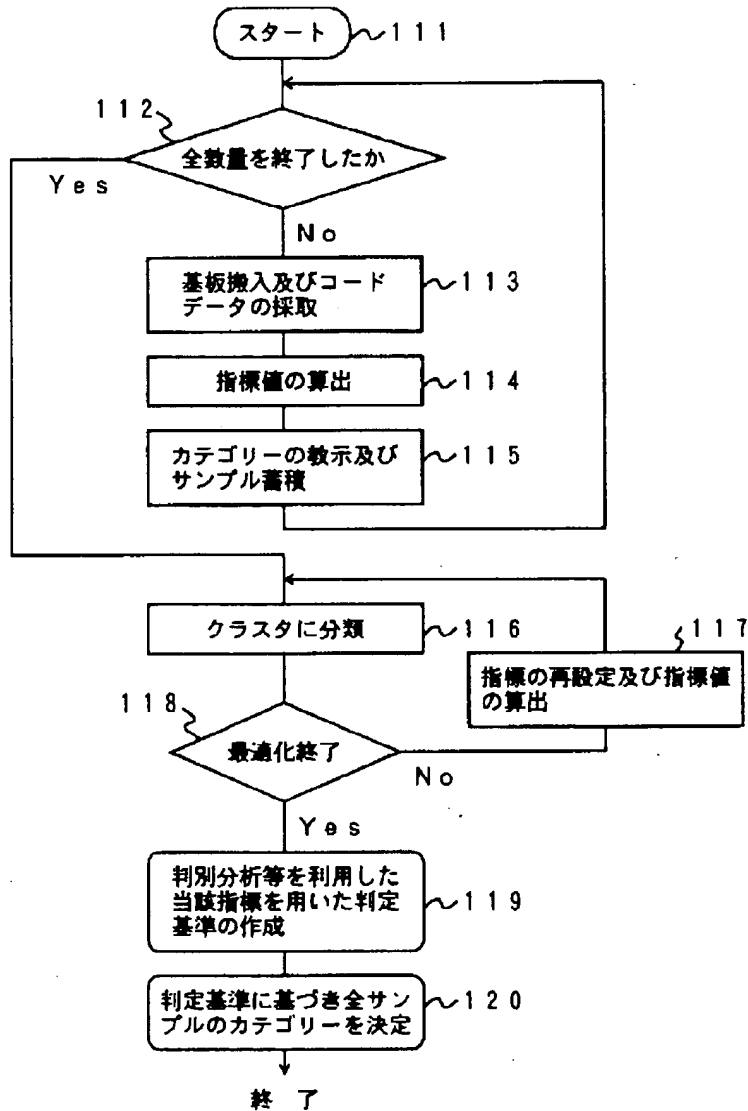 スタート
111
112
全数量を終了したか
Yes
No
基板搬入及びコード
データの採取
113
指標値の算出
114
カテゴリーの教示及び
サンプル蓄積
115
クラスタに分類
116
117
指標の再設定及び指標値
の算出
118
最適化終了
No
Yes
判別分析等を利用した
当該指標を用いた判定
基準の作成
119
判定基準に基づき全サン
プルのカテゴリーを決定
120
終 了